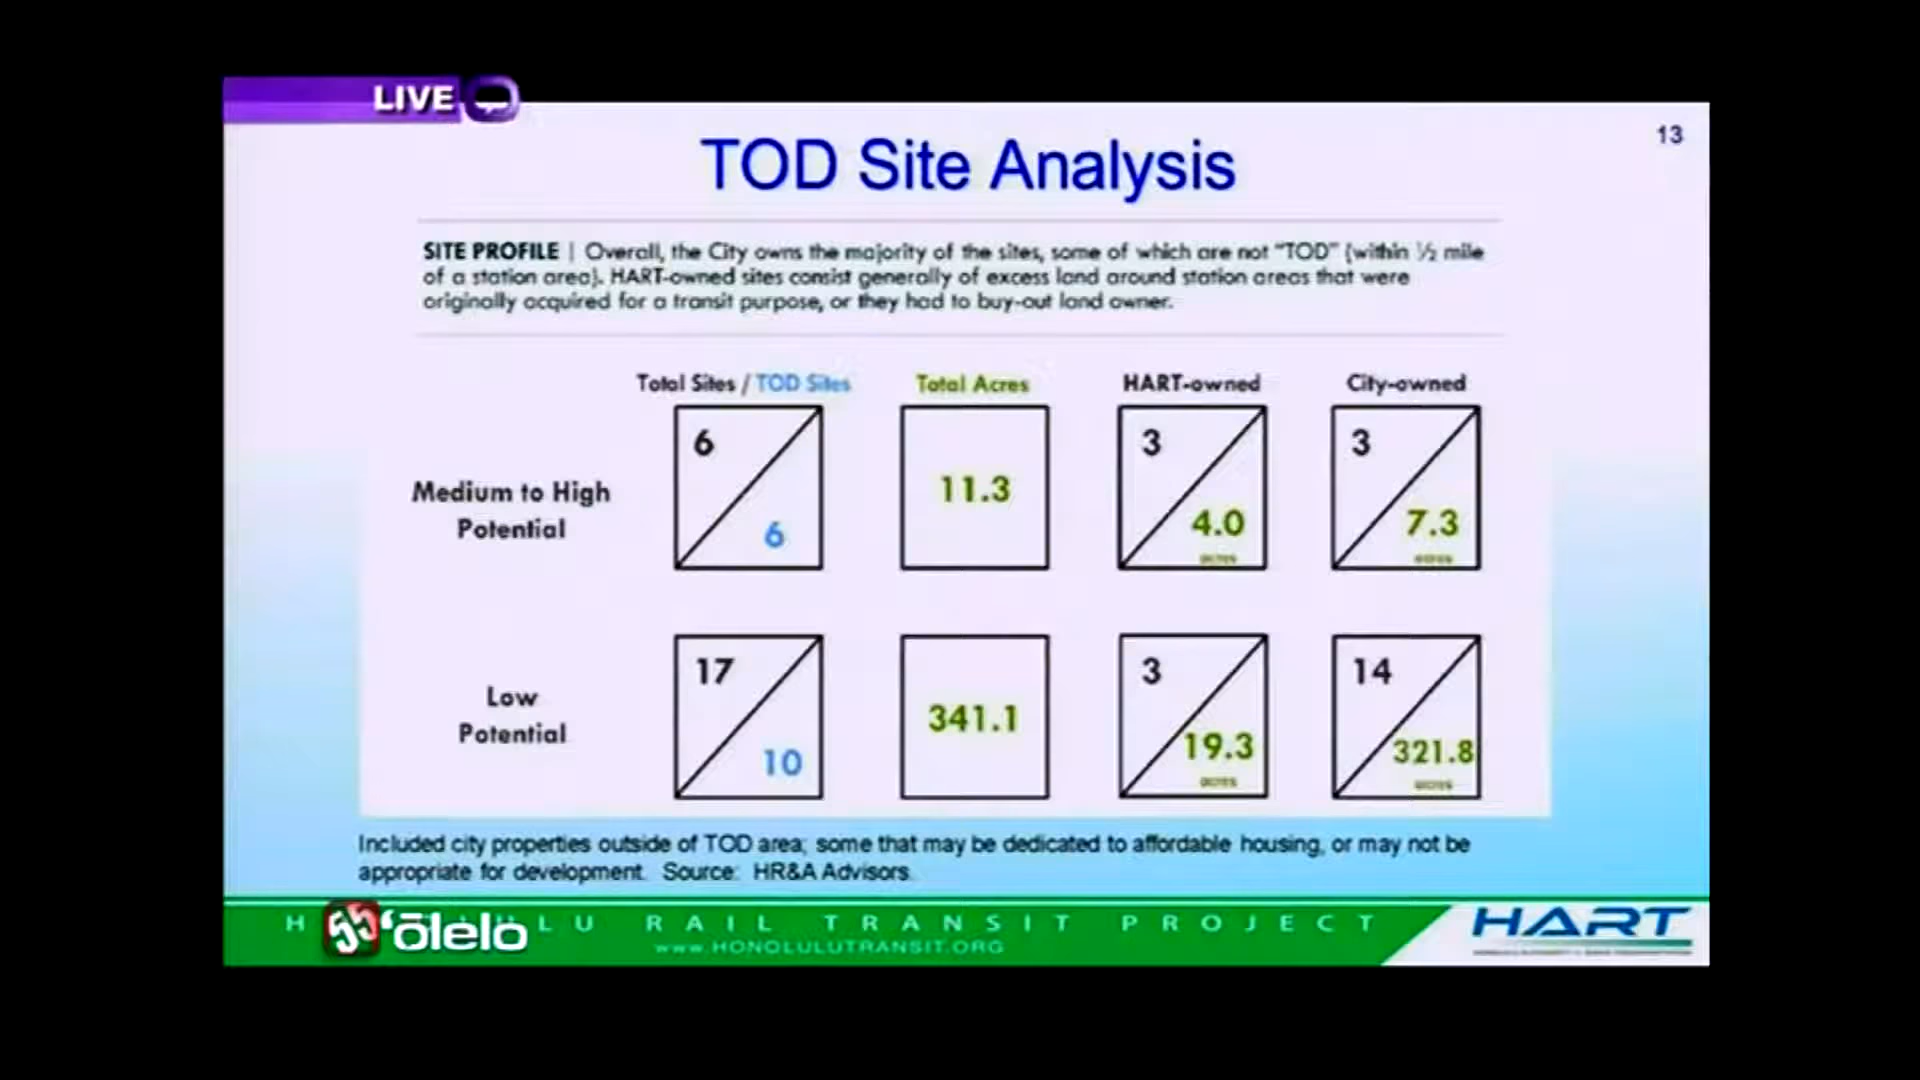 LIVE
13
TOD Site Analysis
SITE PROFILE | Overall, the City owns the majority of the sites, some of which are not "TOD" (within ½ mile
of a station area). HART-owned sites consist generally of excess land around station areas that were
originally acquired for a transit purpose, or they had to buy-out land owner.
Total Sites / TOD Sites Total Acres HART-owned City-owned
Medium to High
Potential
6
6
11.3
3
4.0
acres
3
7.3
acres
Low
Potential
17
10
341.1
3
19.3
acres
14
321.8
acres
Included city properties outside of TOD area; some that may be dedicated to affordable housing, or may not be
appropriate for development. Source: HR&A Advisors.
H LULU RAIL TRANSIT PROJECT
www.HONOLULUTRANSIT.ORG
55 'ōlelo
HART